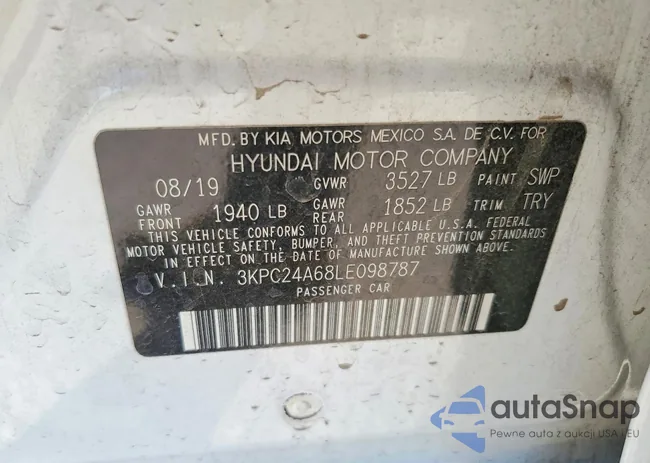 MFD. BY KIA MOTORS MEXICO S.A. DE C.V. FOR
HYUNDAI MOTOR COMPANY
08/19 GVWR 3527 LB PAINT SWP
GAWR FRONT 1940 LB GAWR REAR 1852 LB TRIM TRY
THIS VEHICLE CONFORMS TO ALL APPLICABLE U.S.A. FEDERAL
MOTOR VEHICLE SAFETY, BUMPER, AND THEFT PREVENTION STANDARDS
IN EFFECT ON THE DATE OF MANUFACTURE SHOWN ABOVE.
V.I.N. 3KPC24A68LE098787
PASSENGER CAR
autaSnap
Pewne auta z aukcji USA i EU